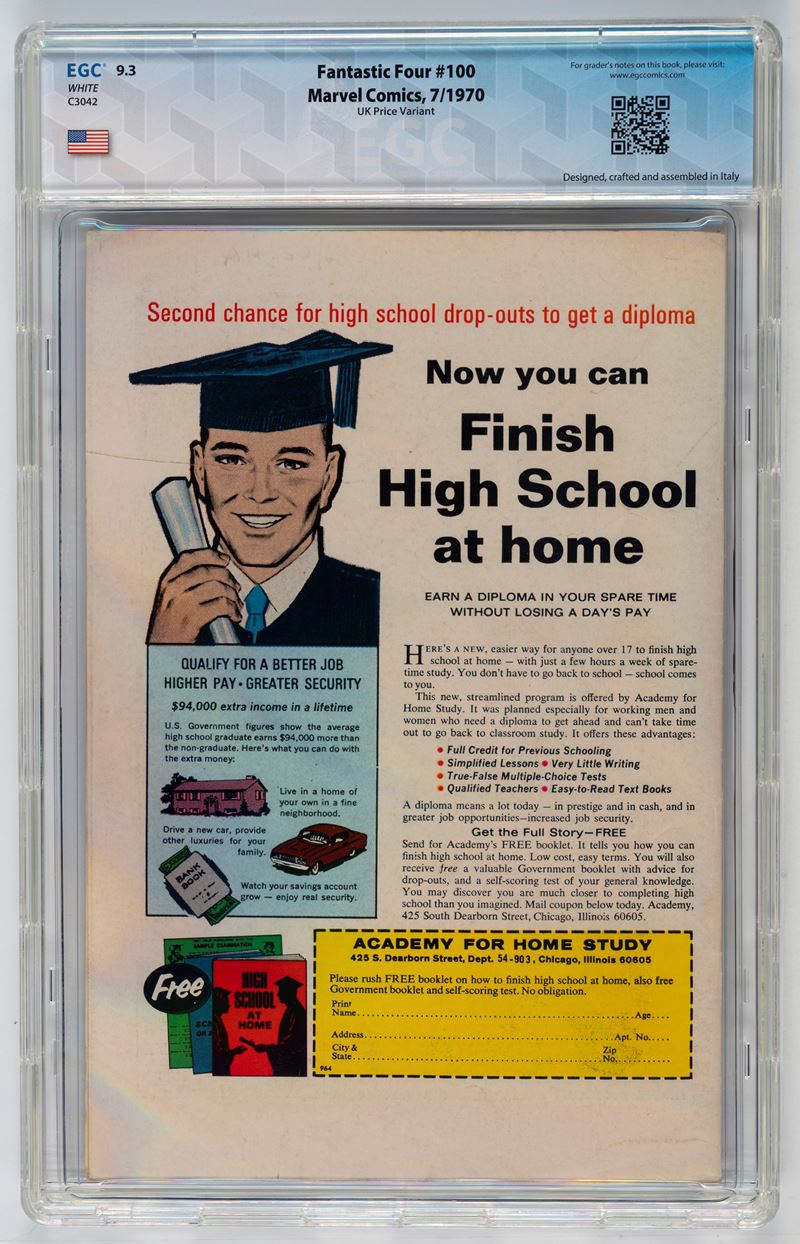 EGC® 9.3
WHITE
C3042
Fantastic Four #100
Marvel Comics, 7/1970
UK Price Variant
For grader's notes on this book, please visit:
www.egccomics.com
EGC
Designed, crafted and assembled in Italy
Second chance for high school drop-outs to get a diploma
Now you can
Finish
High School
at home
EARN A DIPLOMA IN YOUR SPARE TIME
WITHOUT LOSING A DAY'S PAY
QUALIFY FOR A BETTER JOB
HIGHER PAY • GREATER SECURITY
$94,000 extra income in a lifetime
U.S. Government figures show the average
high school graduate earns $94,000 more than
the non-graduate. Here's what you can do with
the extra money:
Live in a home of
your own in a fine
neighborhood.
Drive a new car, provide
other luxuries for your
family.
BANK
BOOK
Watch your savings account
grow — enjoy real security.
HERE'S A NEW, easier way for anyone over 17 to finish high
school at home — with just a few hours a week of spare-
time study. You don't have to go back to school — school comes
to you.
This new, streamlined program is offered by Academy for
Home Study. It was planned especially for working men and
women who need a diploma to get ahead and can't take time
out to go back to classroom study. It offers these advantages:
• Full Credit for Previous Schooling
• Simplified Lessons • Very Little Writing
• True-False Multiple-Choice Tests
• Qualified Teachers • Easy-to-Read Text Books
A diploma means a lot today — in prestige and in cash, and in
greater job opportunities—increased job security.
Get the Full Story—FREE
Send for Academy's FREE booklet. It tells you how you can
finish high school at home. Low cost, easy terms. You will also
receive free a valuable Government booklet with advice for
drop-outs, and a self-scoring test of your general knowledge.
You may discover you are much closer to completing high
school than you imagined. Mail coupon below today. Academy,
425 South Dearborn Street, Chicago, Illinois 60605.
Free
SAMPLE EXAMINATION
HIGH
SCHOOL
AT
HOME
ACADEMY FOR HOME STUDY
425 S. Dearborn Street, Dept. 54-903, Chicago, Illinois 60605
Please rush FREE booklet on how to finish high school at home, also free
Government booklet and self-scoring test. No obligation.
Print
Name...........Age....
Address...........Apt. No.....
City & Zip
State...........No...........
964